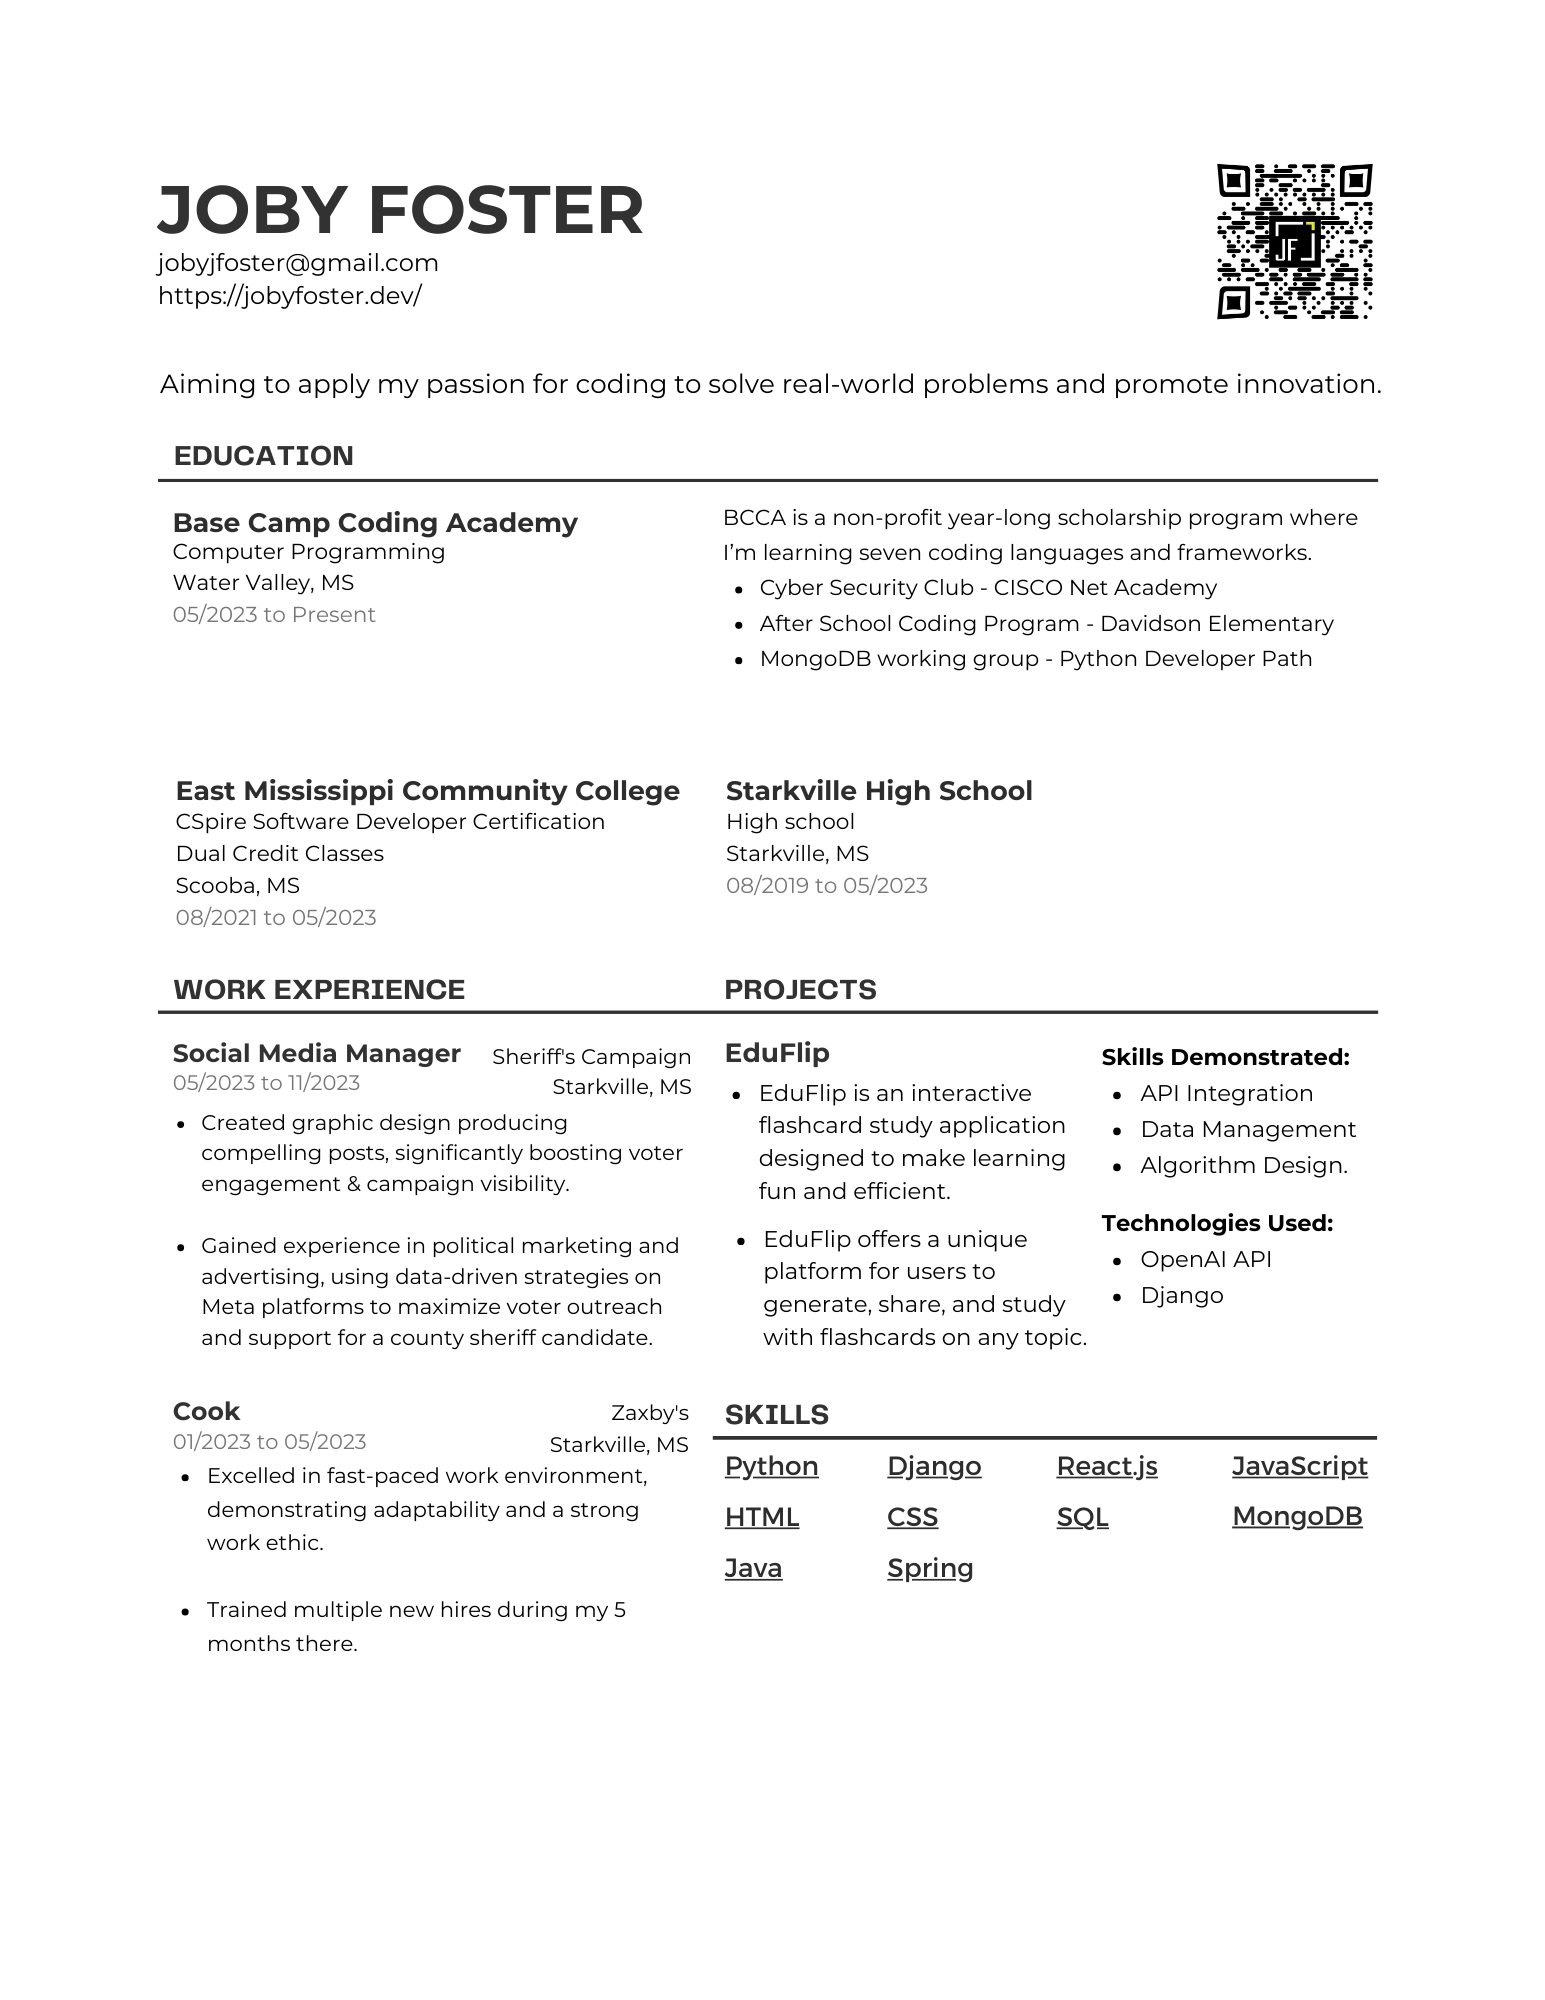 JOBY FOSTER
jobyjfoster@gmail.com
https://jobyfoster.dev/
JF
Aiming to apply my passion for coding to solve real-world problems and promote innovation.
EDUCATION
Base Camp Coding Academy
Computer Programming
Water Valley, MS
05/2023 to Present
BCCA is a non-profit year-long scholarship program where
I’m learning seven coding languages and frameworks.
• Cyber Security Club - CISCO Net Academy
• After School Coding Program - Davidson Elementary
• MongoDB working group - Python Developer Path
East Mississippi Community College
CSpire Software Developer Certification
Dual Credit Classes
Scooba, MS
08/2021 to 05/2023
Starkville High School
High school
Starkville, MS
08/2019 to 05/2023
WORK EXPERIENCE
Social Media Manager Sheriff's Campaign
05/2023 to 11/2023 Starkville, MS
• Created graphic design producing
compelling posts, significantly boosting voter
engagement & campaign visibility.
• Gained experience in political marketing and
advertising, using data-driven strategies on
Meta platforms to maximize voter outreach
and support for a county sheriff candidate.
Cook Zaxby's
01/2023 to 05/2023 Starkville, MS
• Excelled in fast-paced work environment,
demonstrating adaptability and a strong
work ethic.
• Trained multiple new hires during my 5
months there.
PROJECTS
EduFlip
• EduFlip is an interactive
flashcard study application
designed to make learning
fun and efficient.
• EduFlip offers a unique
platform for users to
generate, share, and study
with flashcards on any topic.
Skills Demonstrated:
• API Integration
• Data Management
• Algorithm Design.
Technologies Used:
• OpenAI API
• Django
SKILLS
Python Django React.js JavaScript
HTML CSS SQL MongoDB
Java Spring